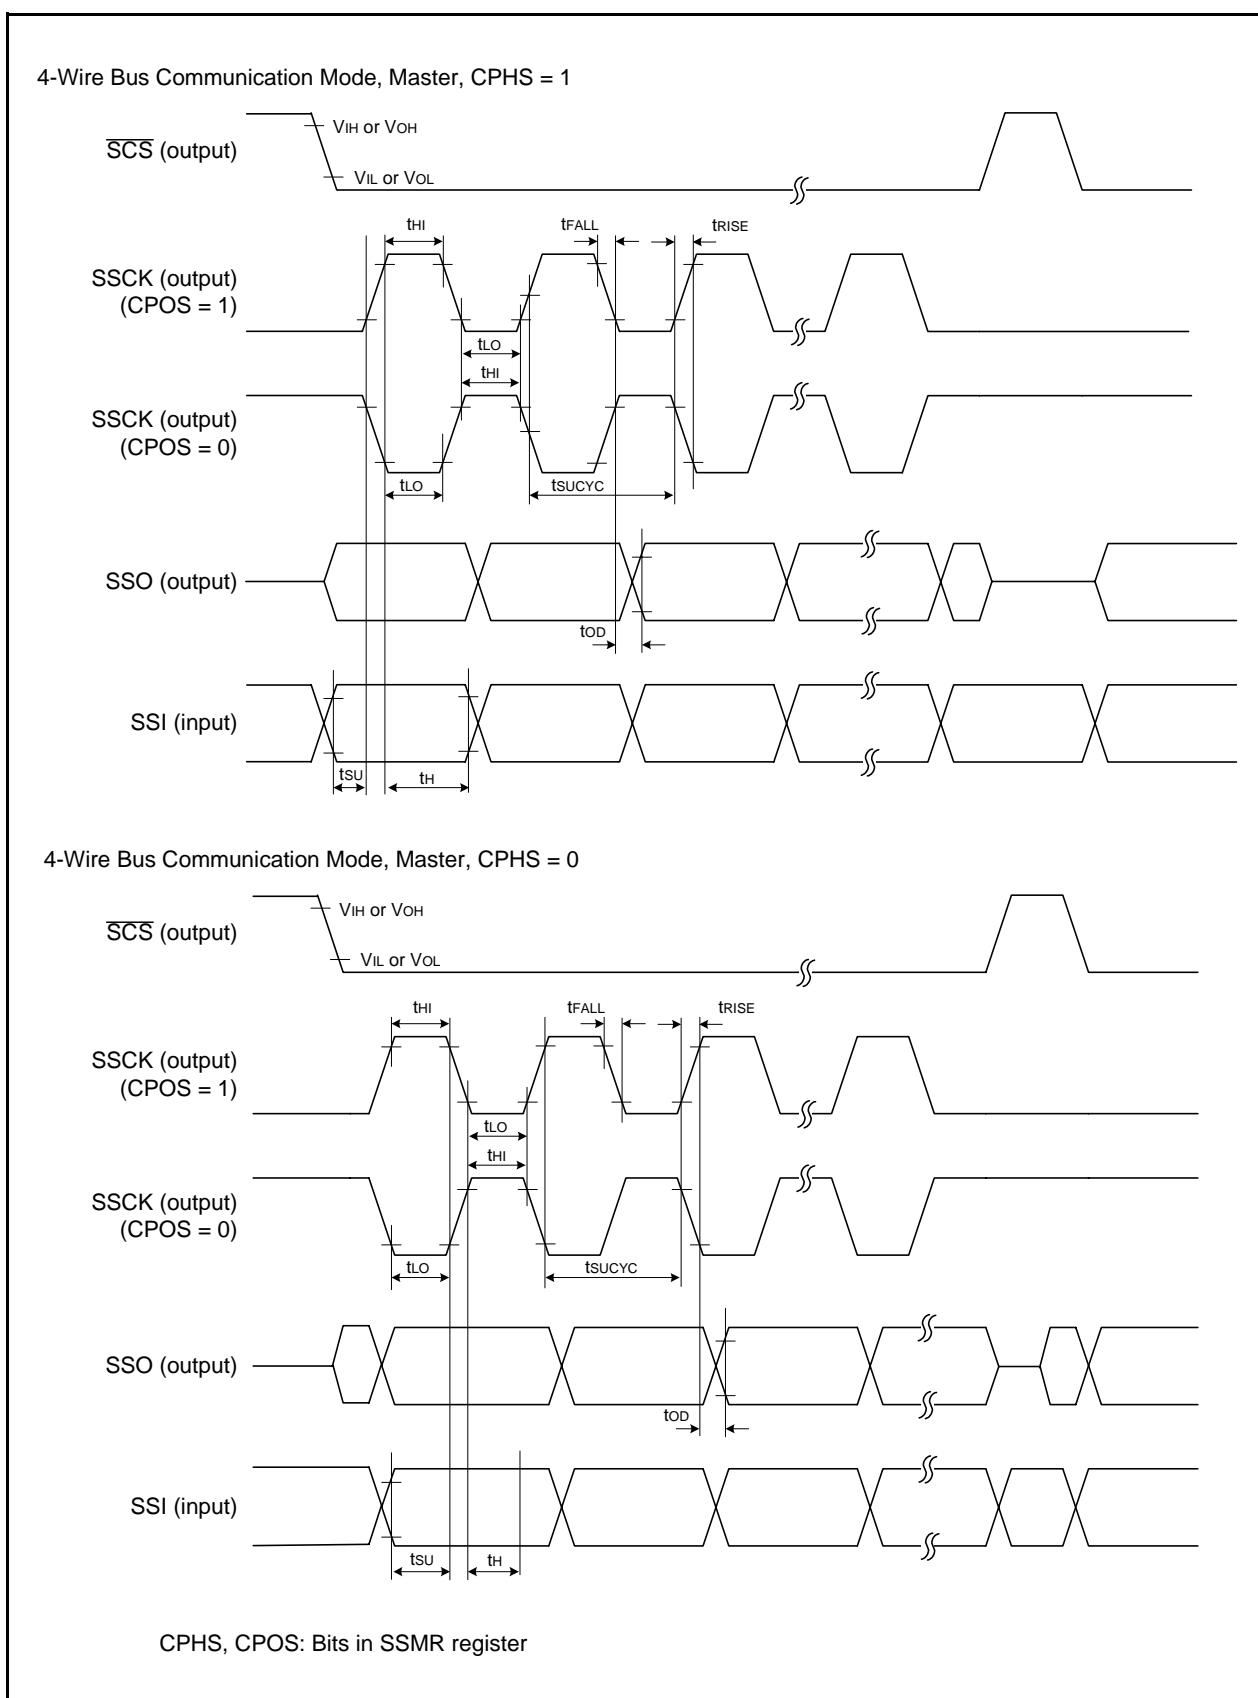 4-Wire Bus Communication Mode, Master, CPHS = 1
VIH or VOH
SCS (output)
VIL or VOL
tHI
tFALL
tRISE
SSCK (output)
(CPOS = 1)
tLO
tHI
SSCK (output)
(CPOS = 0)
tLO
tSUCYC
SSO (output)
tOD
SSI (input)
tSU
tH
4-Wire Bus Communication Mode, Master, CPHS = 0
VIH or VOH
SCS (output)
VIL or VOL
tHI
tFALL
tRISE
SSCK (output)
(CPOS = 1)
tLO
tHI
SSCK (output)
(CPOS = 0)
tLO
tSUCYC
SSO (output)
tOD
SSI (input)
tSU
tH
CPHS, CPOS: Bits in SSMR register